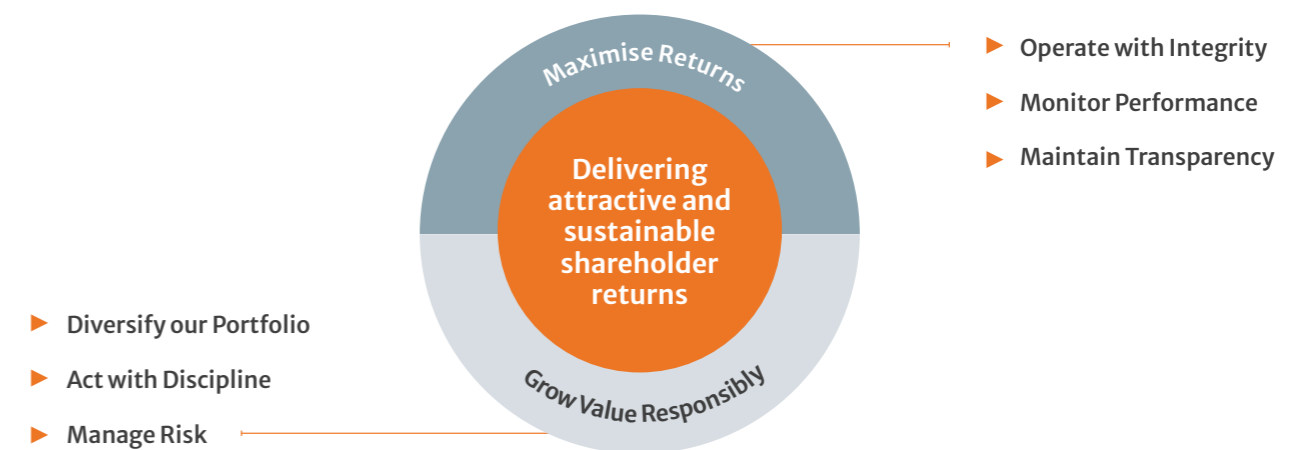 Maximise Returns
Operate with Integrity
Monitor Performance
Maintain Transparency
Delivering
attractive and
sustainable
shareholder
returns
Diversify our Portfolio
Act with Discipline
Manage Risk
Grow Value Responsibly